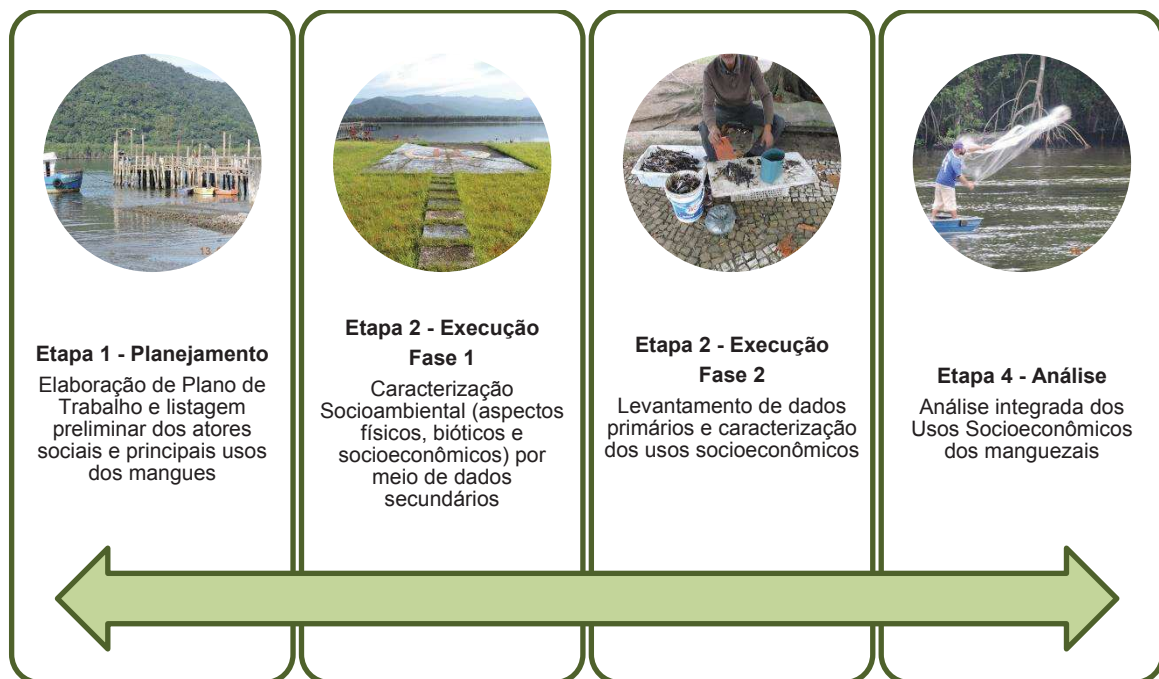 Etapa 1 - Planejamento
Elaboração de Plano de
Trabalho e listagem
preliminar dos atores
sociais e principais usos
dos mangues
Etapa 2 - Execução
Fase 1
Caracterização
Socioambiental (aspectos
físicos, bióticos e
socioeconômicos) por
meio de dados
secundários
Etapa 2 - Execução
Fase 2
Levantamento de dados
primários e caracterização
dos usos socioeconômicos
Etapa 4 - Análise
Análise integrada dos
Usos Socioeconômicos
dos manguezais